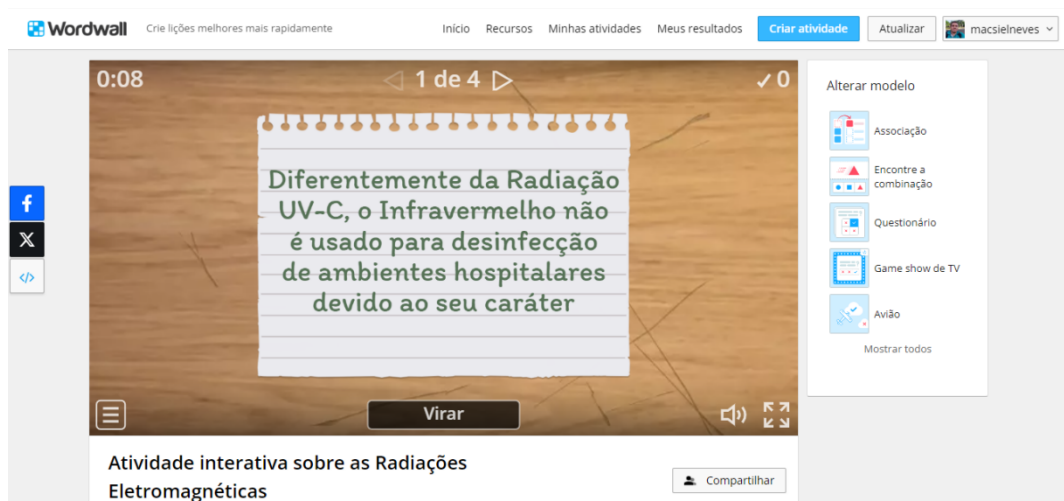 Wordwall
Crie lições melhores mais rapidamente
Início
Recursos
Minhas atividades
Meus resultados
Criar atividade
Atualizar
macsielneves
0:08
1 de 4
0
Diferentemente da Radiação
UV-C, o Infravermelho não
é usado para desinfecção
de ambientes hospitalares
devido ao seu caráter
Virar
Alterar modelo
Associação
Encontre a
combinação
Questionário
Game show de TV
Avião
Mostrar todos
Atividade interativa sobre as Radiações
Eletromagnéticas
Compartilhar